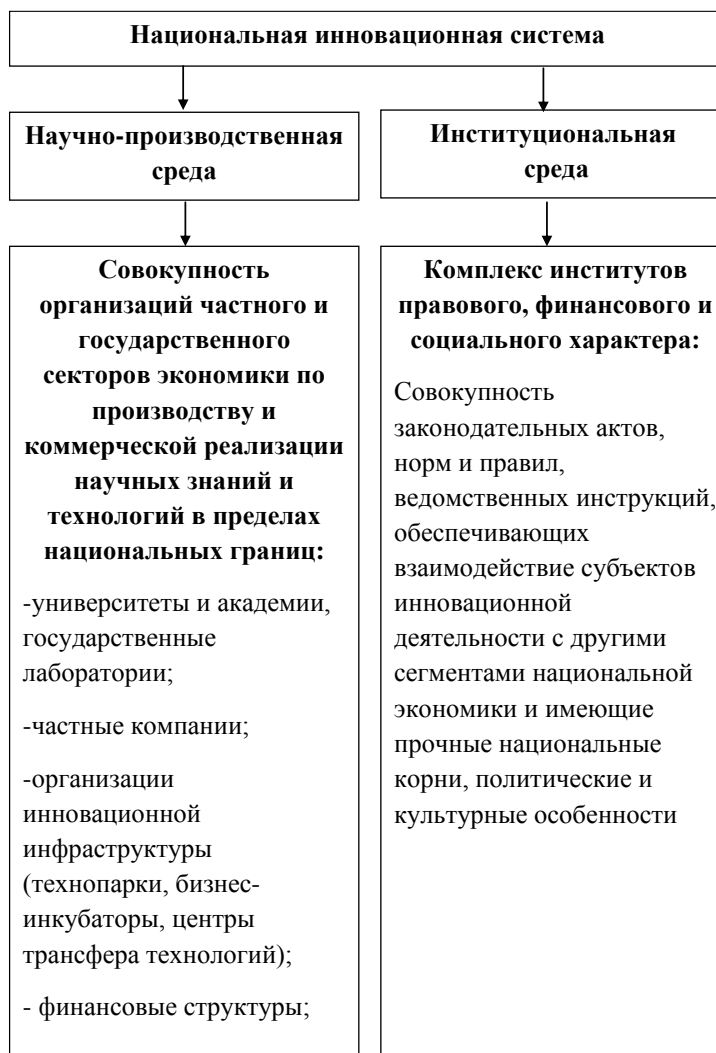 Национальная инновационная система
Научно-производственная
среда
Институциональная
среда
Совокупность
организаций частного и
государственного
секторов экономики по
производству и
коммерческой реализации
научных знаний и
технологий в пределах
национальных границ:
-университеты и академии,
государственные
лаборатории;
-частные компании;
-организации
инновационной
инфраструктуры
(технопарки, бизнес-
инкубаторы, центры
трансфера технологий);
- финансовые структуры;
Комплекс институтов
правового, финансового и
социального характера:
Совокупность
законодательных актов,
норм и правил,
ведомственных инструкций,
обеспечивающих
взаимодействие субъектов
инновационной
деятельности с другими
сегментами национальной
экономики и имеющие
прочные национальные
корни, политические и
культурные особенности